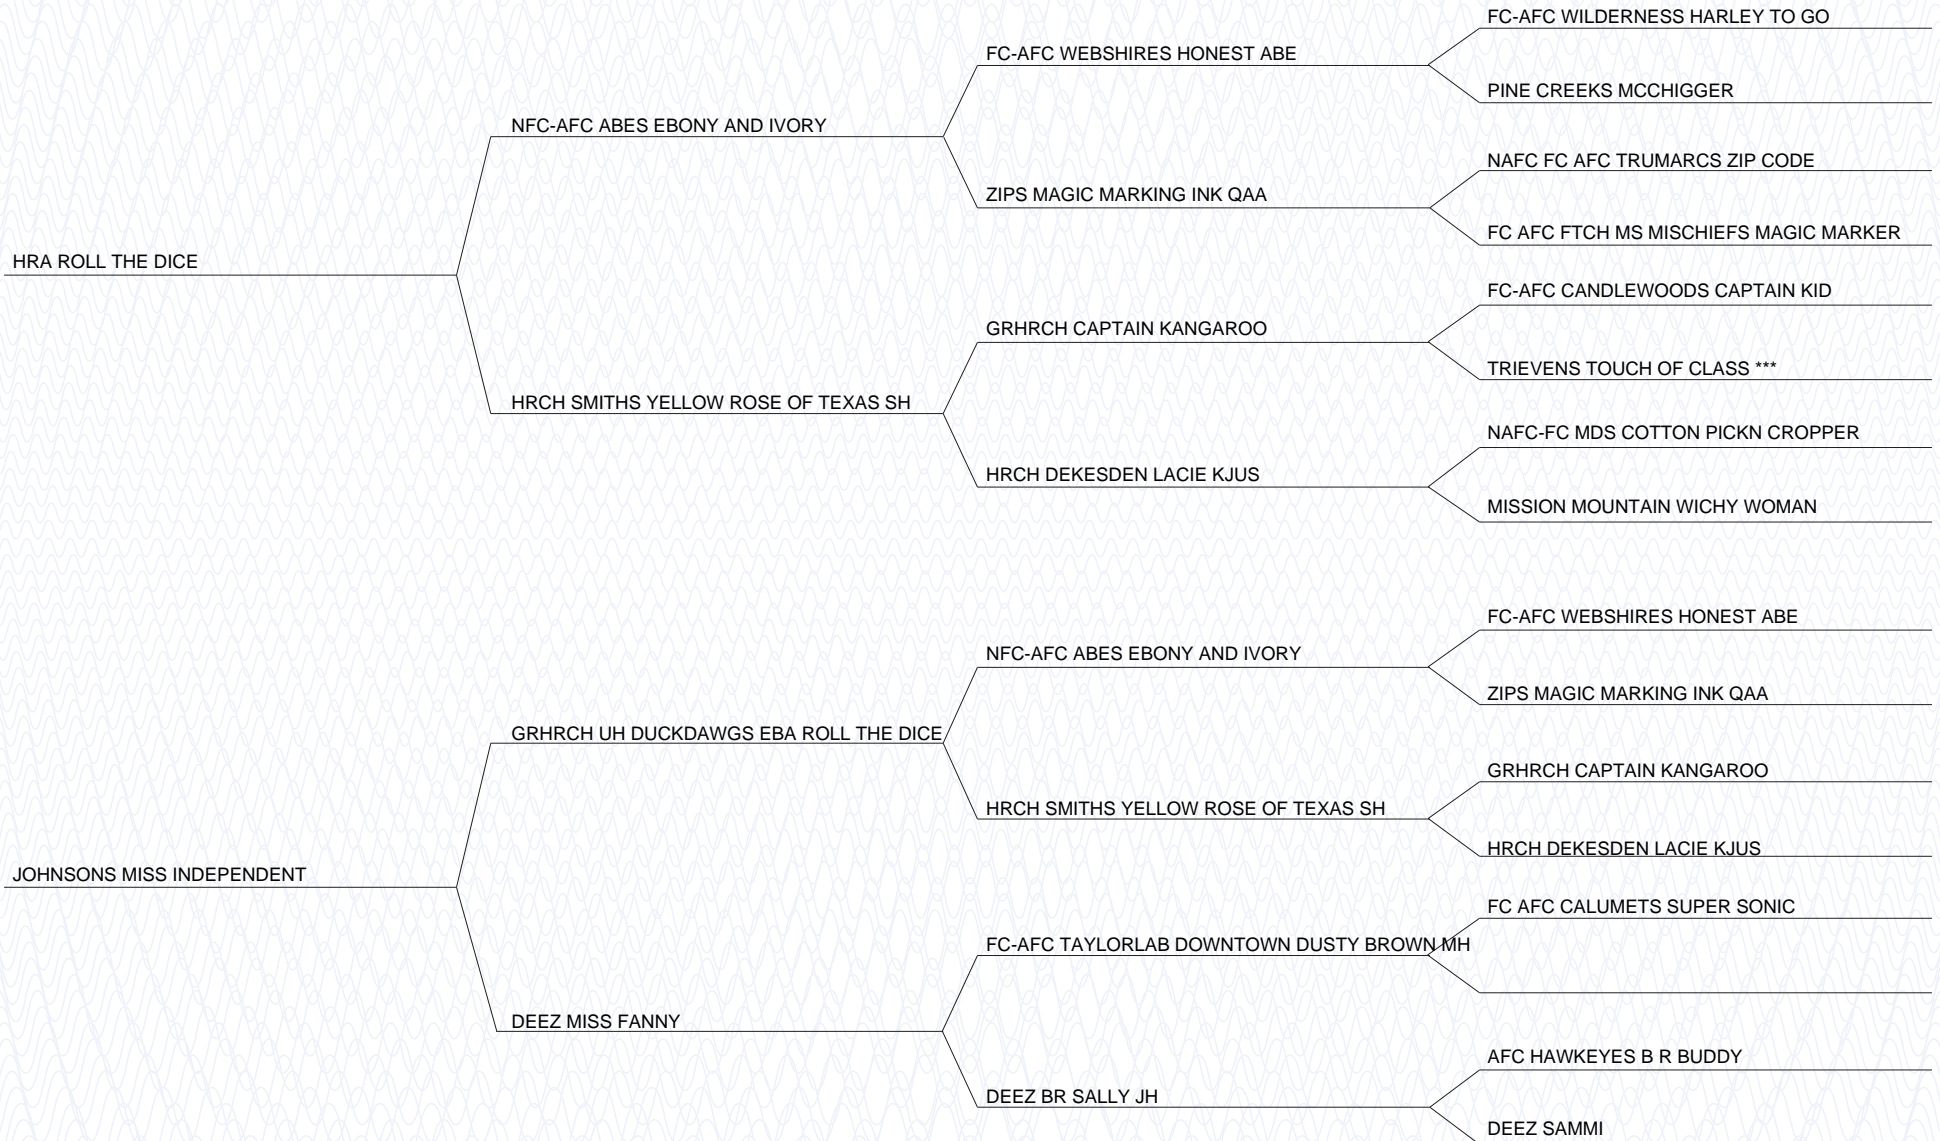 FC-AFC WILDERNESS HARLEY TO GO
FC-AFC WEBSHIRES HONEST ABE
PINE CREEKS MCCHIGGER
NFC-AFC ABES EBONY AND IVORY
NAFC FC AFC TRUMARCS ZIP CODE
ZIPS MAGIC MARKING INK QAA
FC AFC FTCH MS MISCHIEFS MAGIC MARKER
HRA ROLL THE DICE
FC-AFC CANDLEWOODS CAPTAIN KID
GRHRCH CAPTAIN KANGAROO
TRIEVENS TOUCH OF CLASS ***
HRCH SMITHS YELLOW ROSE OF TEXAS SH
NAFC-FC MDS COTTON PICKN CROPPER
HRCH DEKESDEN LACIE KJUS
MISSION MOUNTAIN WICHY WOMAN
FC-AFC WEBSHIRES HONEST ABE
NFC-AFC ABES EBONY AND IVORY
ZIPS MAGIC MARKING INK QAA
GRHRCH UH DUCKDAWGS EBA ROLL THE DICE
GRHRCH CAPTAIN KANGAROO
HRCH SMITHS YELLOW ROSE OF TEXAS SH
HRCH DEKESDEN LACIE KJUS
JOHNSONS MISS INDEPENDENT
FC AFC CALUMETS SUPER SONIC
FC-AFC TAYLORLAB DOWNTOWN DUSTY BROWN MH
DEEZ MISS FANNY
AFC HAWKEYES B R BUDDY
DEEZ BR SALLY JH
DEEZ SAMMI